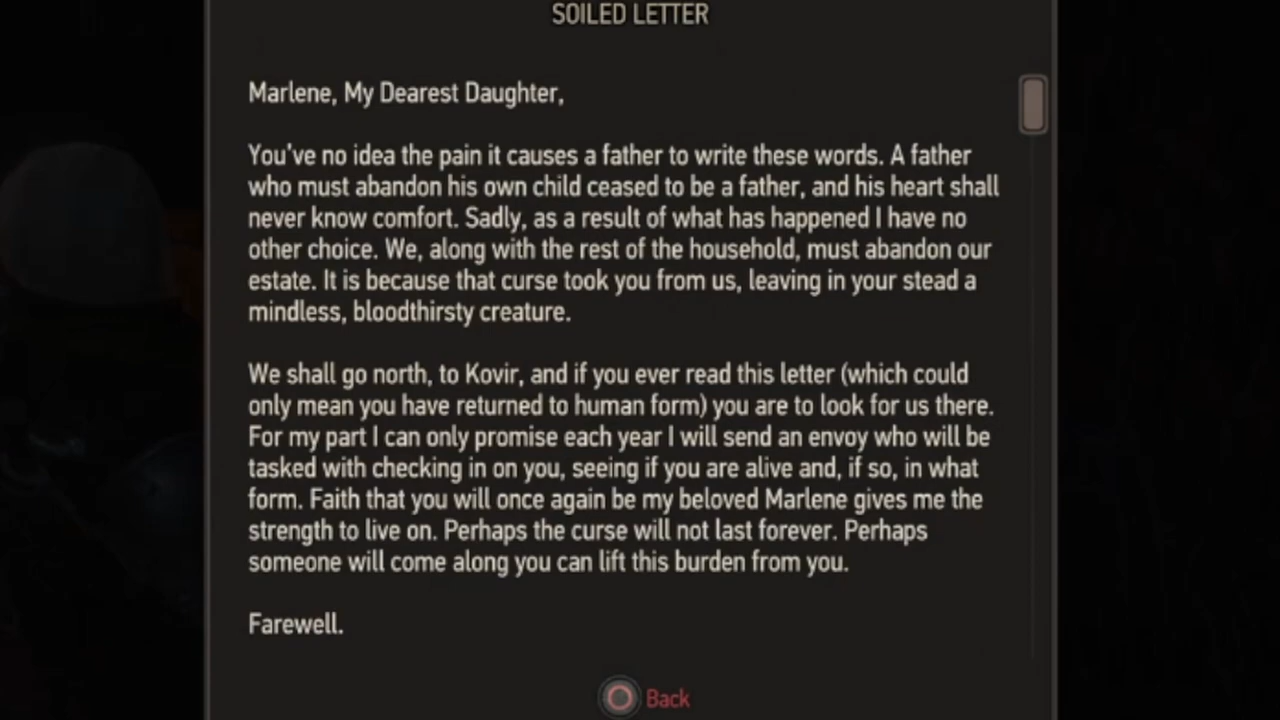 SOILED LETTER
Marlene, My Dearest Daughter,
You've no idea the pain it causes a father to write these words. A father
who must abandon his own child ceased to be a father, and his heart shall
never know comfort. Sadly, as a result of what has happened I have no
other choice. We, along with the rest of the household, must abandon our
estate. It is because that curse took you from us, leaving in your stead a
mindless, bloodthirsty creature.
We shall go north, to Kovir, and if you ever read this letter (which could
only mean you have returned to human form) you are to look for us there.
For my part I can only promise each year I will send an envoy who will be
tasked with checking in on you, seeing if you are alive and, if so, in what
form. Faith that you will once again be my beloved Marlene gives me the
strength to live on. Perhaps the curse will not last forever. Perhaps
someone will come along you can lift this burden from you.
Farewell.
Back